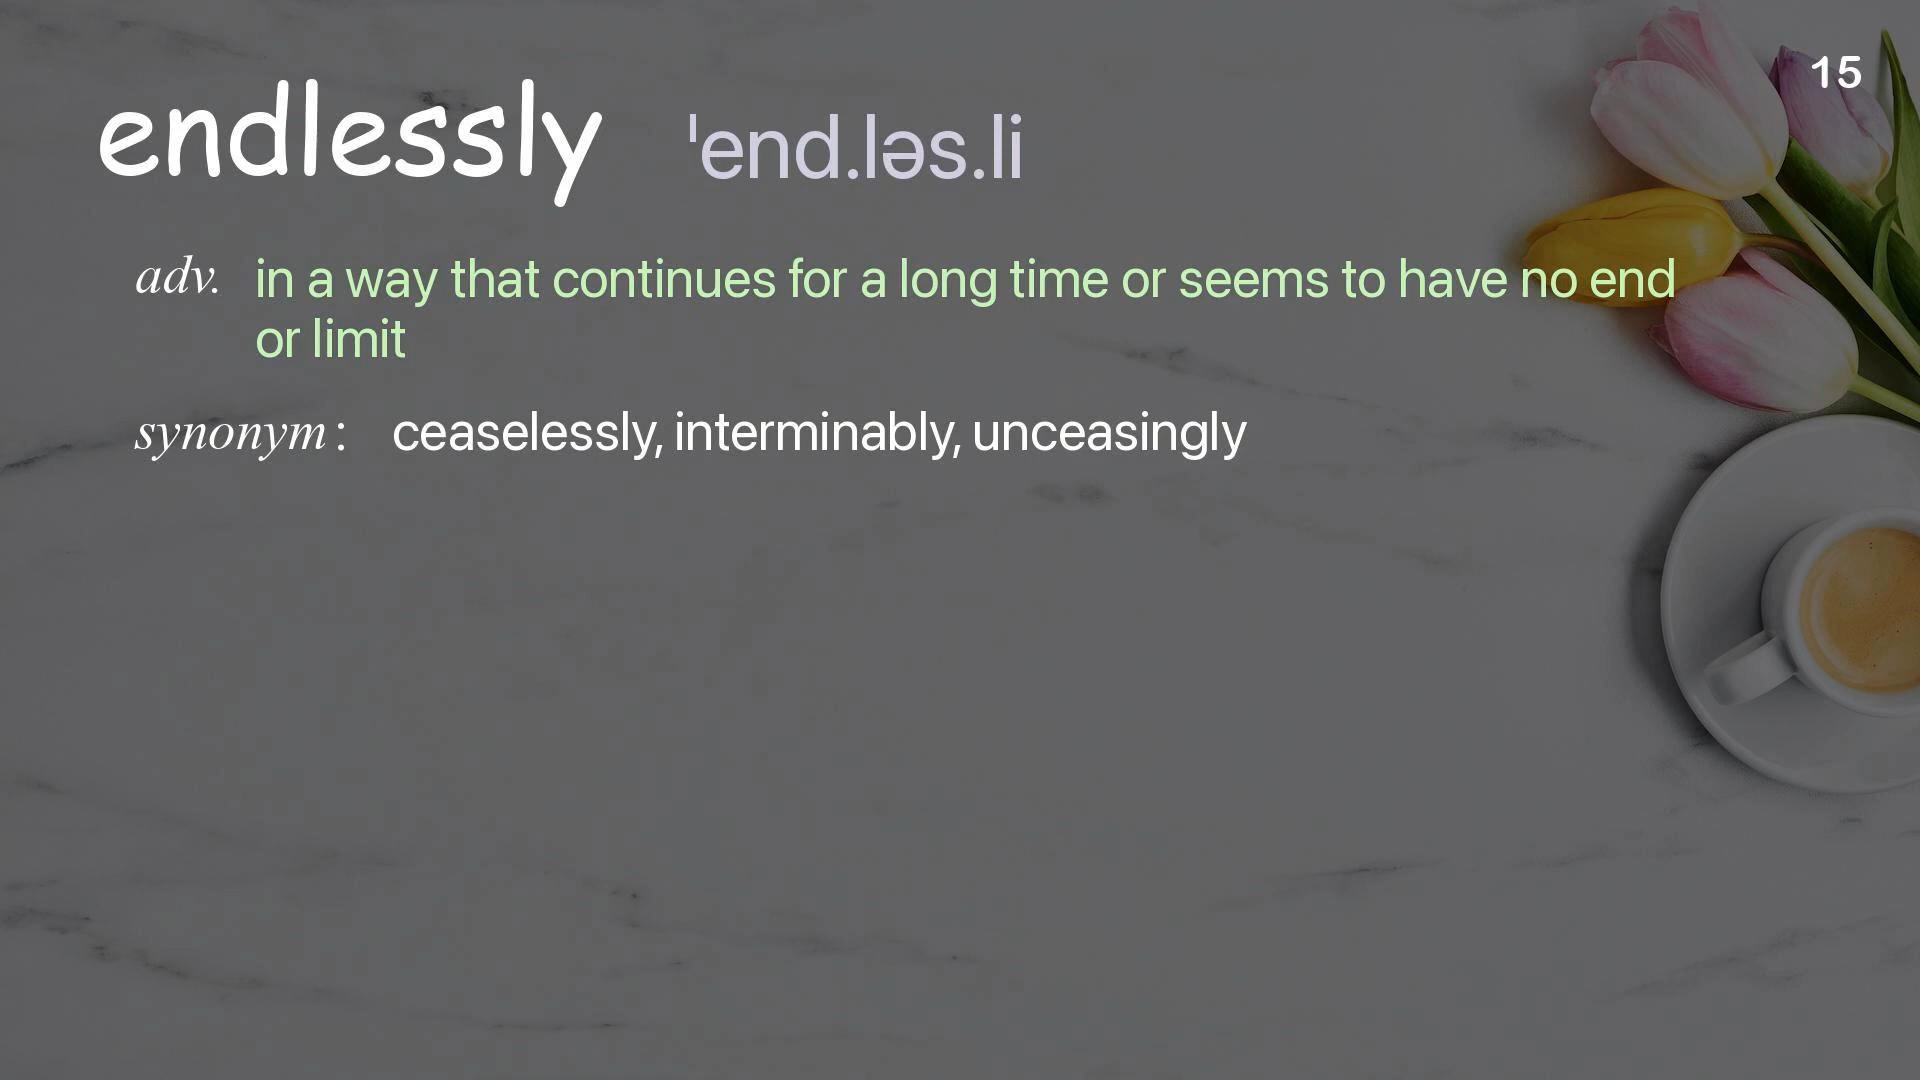 15
endlessly ˈend.ləs.li
adv. in a way that continues for a long time or seems to have no end
or limit
synonym : ceaselessly, interminably, unceasingly